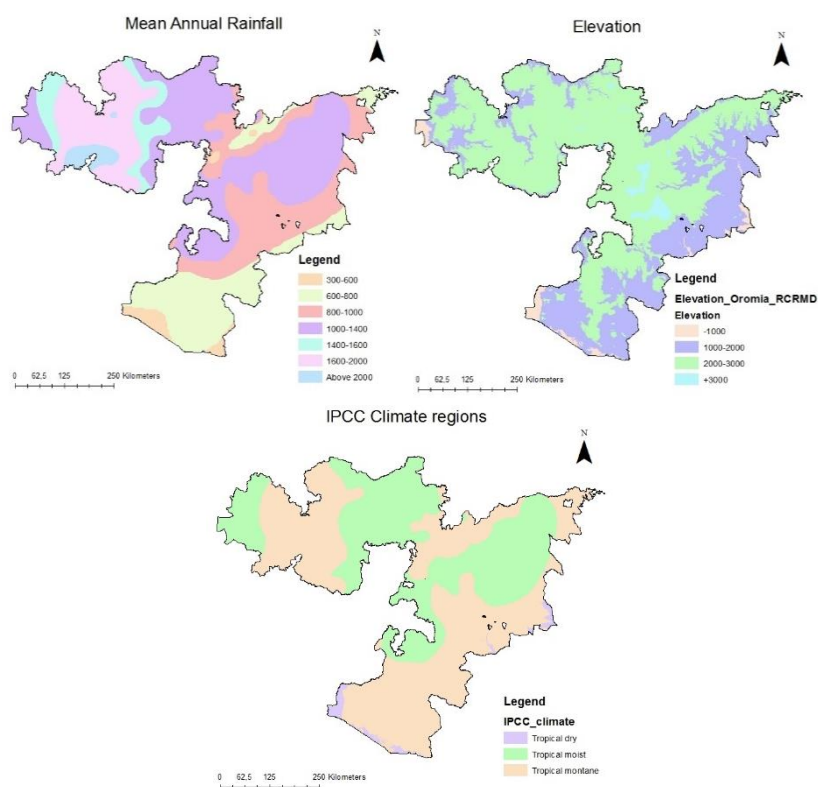 Mean Annual Rainfall
N
Legend
300-600
600-800
800-1000
1000-1400
1400-1600
1600-2000
Above 2000
0 62,5 125 250 Kilometers
Elevation
N
Legend
Elevation_Oromia_RCRMD
Elevation
-1000
1000-2000
2000-3000
+3000
0 62,5 125 250 Kilometers
IPCC Climate regions
N
Legend
IPCC_climate
Tropical dry
Tropical moist
Tropical montane
0 62,5 125 250 Kilometers